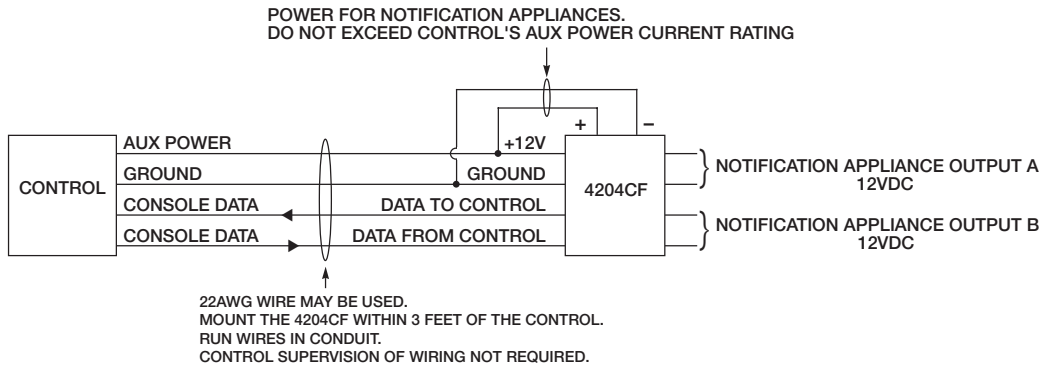 POWER FOR NOTIFICATION APPLIANCES.
DO NOT EXCEED CONTROL'S AUX POWER CURRENT RATING
+ −
AUX POWER +12V
GROUND GROUND
CONTROL 4204CF
CONSOLE DATA DATA TO CONTROL
CONSOLE DATA DATA FROM CONTROL
NOTIFICATION APPLIANCE OUTPUT A
12VDC
NOTIFICATION APPLIANCE OUTPUT B
12VDC
22AWG WIRE MAY BE USED.
MOUNT THE 4204CF WITHIN 3 FEET OF THE CONTROL.
RUN WIRES IN CONDUIT.
CONTROL SUPERVISION OF WIRING NOT REQUIRED.